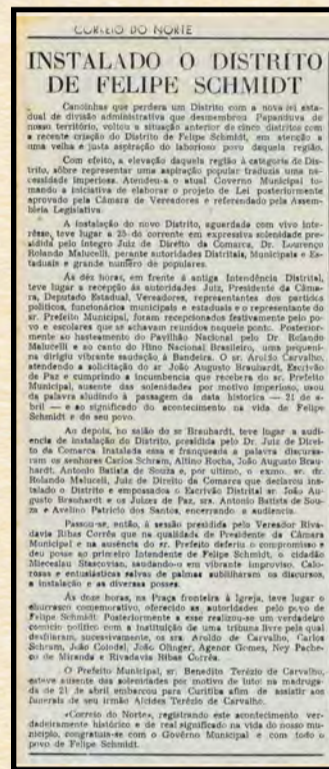 CORREIO DO NORTE
INSTALADO O DISTRITO
DE FELIPE SCHMIDT
Canoinhas que perdera um Distrito com a nova lei esta-
dual de divisão administrativa que desmembrou Papanduva de
nosso território, voltou a situação anterior de cinco distritos com
a recente criação do Distrito de Felipe Schmidt, em atenção a
uma velha e justa aspiração do laborioso povo daquela região.
Com efeito, a elevação daquela região à categoria de Dis-
trito, sôbre representar uma aspiração popular traduzia uma ne-
cessidade imperiosa. Atendeu-a o atual Governo Municipal to-
mando a iniciativa de elaborar o projeto de Lei posteriormente
aprovado pela Câmara de Vereadores e referendado pela Assem-
bleia Legislativa.
A instalação do novo Distrito, aguardada com vivo inte-
rêsse, teve lugar a 25 do corrente em expressiva solenidade pre-
sidida pelo integro Juiz de Direito da Comarca, Dr. Lourenço
Rolando Malucelli, perante autoridades Distritais, Municipais e Es-
taduais e grande número de populares.
Às dez horas, em frente á antiga Intendência Distrital,
teve lugar a recepção ás autoridades Juiz, Presidente da Câma-
ra, Deputado Estadual, Vereadores, representantes dos partidos
políticos, funcionários municipais e estaduais e o representante do
sr. Prefeito Municipal, foram recepcionados festivamente pelo po-
vo e escolares que se achavam reunidos naquele ponto. Posterior-
mente ao hasteamento do Pavilhão Nacional pelo Dr. Rolando
Malucelli e ao canto do Hino Nacional Brasileiro, uma pequeni-
na dirigiu vibrante saudação à Bandeira. O sr. Aroldo Carvalho,
atendendo a solicitação do sr João Augusto Brauhardt, Escrivão
de Paz e cumprindo a incumbencia que recebera do sr. Prefeito
Municipal, ausente das solenidades por motivo imperioso, usou
da palavra aludindo à passagem da data histórica — 21 de a-
bril — e ao significado do acontecimento na vida de Felipe
Schmidt e do seu povo.
Ao depois, no salão do sr Brauhardt, teve lugar a audi-
encia de instalação do Distrito, presidida pelo Dr. Juiz de Direi-
to da Comarca. Instalada essa e franqueada a palavra discursa-
ram os senhores Carlos Schram, Altino Rocha, João Augusto Brau-
hardt, Antonio Batista de Souza e, por ultimo, o exmo. sr. dr.
Rolando Malucelli, Juiz de Direito da Comarca que declarou ins-
talado o Distrito e empossados o Escrivão Distrital sr João Au-
gusto Brauhardt e os Juizes de Paz, srs. Antonio Batista de Sou-
za e Avelino Patricio dos Santos, encerrando a audiencia.
Passou-se, então, à sessão presidida pelo Vereador Riva-
davia Ribas Corrêa que na qualidade de Presidente da Câmara
Municipal e na ausência do sr. Prefeito deferiu o compromisso e
deu posse ao primeiro Intendente de Felipe Schmidt, o cidadão
Miecesláu Stascovian, saudando-o em vibrante improviso. Calo-
rosas e entusiásticas salvas de palmas sublinharam os discursos,
a instalação e as diversas posses.
Às doze horas, na Praça fronteira à Igreja, teve lugar o
churrasco comemorativo, oferecido às autoridades pelo povo de
Felipe Schmidt. Posteriormente a esse realizou-se um verdadeiro
comicio político com a instituição de uma tribuna livre pela qual
desfilaram, sucessivamente, os srs. Aroldo de Carvalho, Carlos
Schram, João Colodel, João Olinger, Agenor Gomes, Ney Pache-
co de Miranda e Rivadavia Ribas Corrêa.
O Prefeito Municipal, sr. Benedito Terézio de Carvalho,
esteve ausente das solenidades por motivo de luto: na madruga-
da de 21 de abril embarcou para Curitiba afim de assistir aos
funerais de seu irmão Alcides Terézio de Carvalho.
«Correio do Norte», registrando este acontecimento ver-
dadeiramente histórico e de real significado na vida do nosso mu-
nicipio, congratula-se com o Govêrno Municipal e com todo o
povo de Felipe Schmidt.